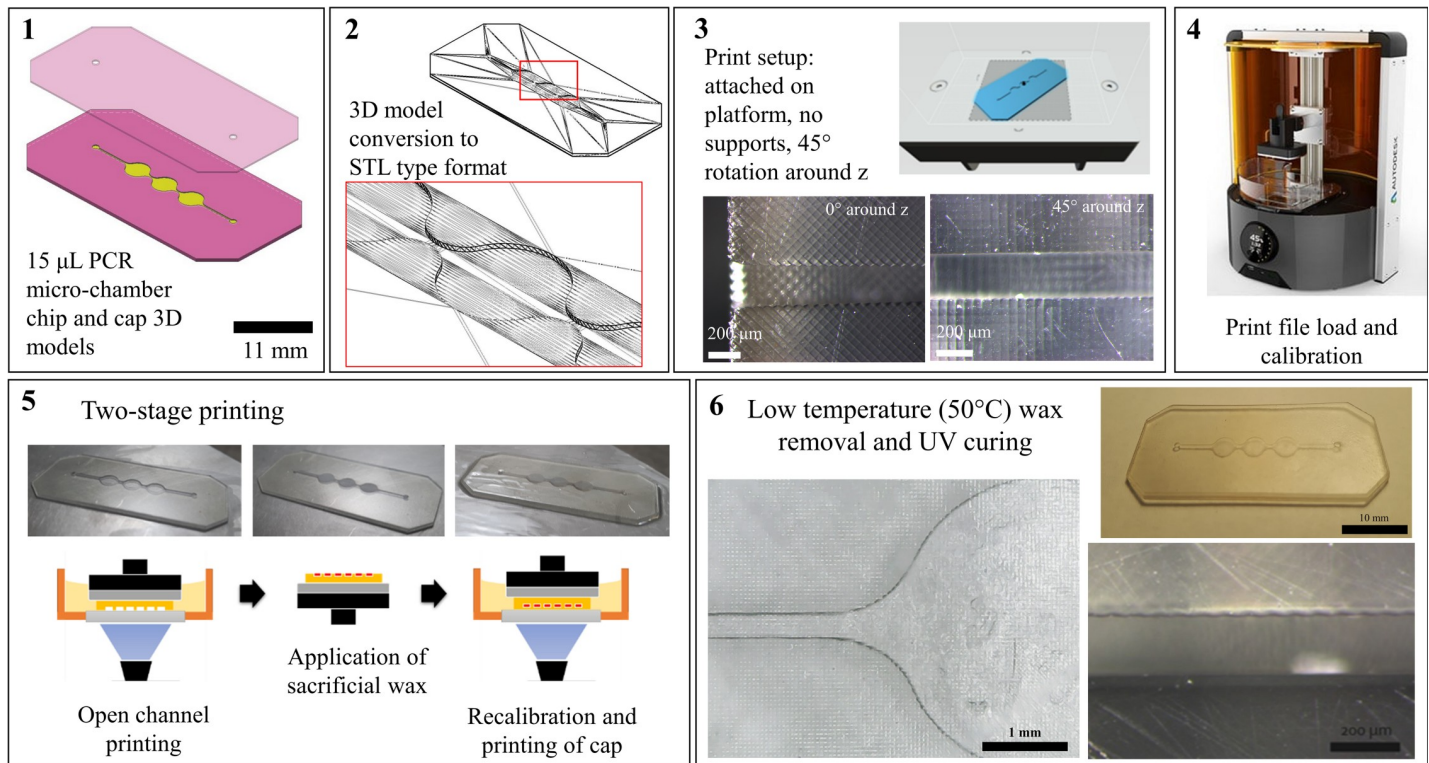 1
15 µL PCR
micro-chamber
chip and cap 3D
models
11 mm
2
3D model
conversion to
STL type format
3
Print setup:
attached on
platform, no
supports, 45°
rotation around z
0° around z
200 µm
45° around z
200 µm
4
AUTODESK
45
Print file load and
calibration
5
Two-stage printing
Open channel
printing
Application of
sacrificial wax
Recalibration and
printing of cap
6
Low temperature (50°C) wax
removal and UV curing
1 mm
10 mm
200 µm